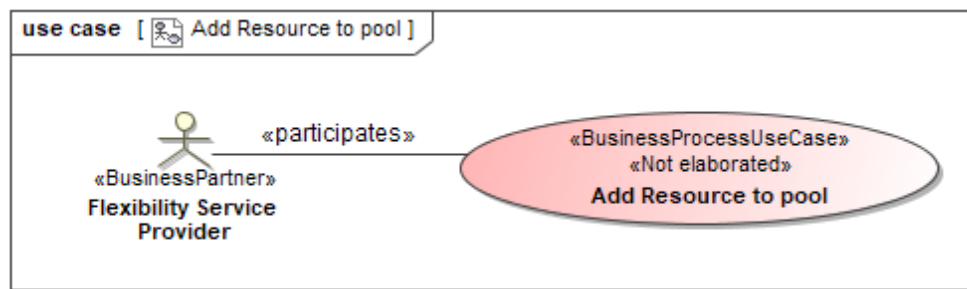 use case [ Add Resource to pool ]
«participates»
«BusinessPartner»
Flexibility Service
Provider
«BusinessProcessUseCase»
«Not elaborated»
Add Resource to pool